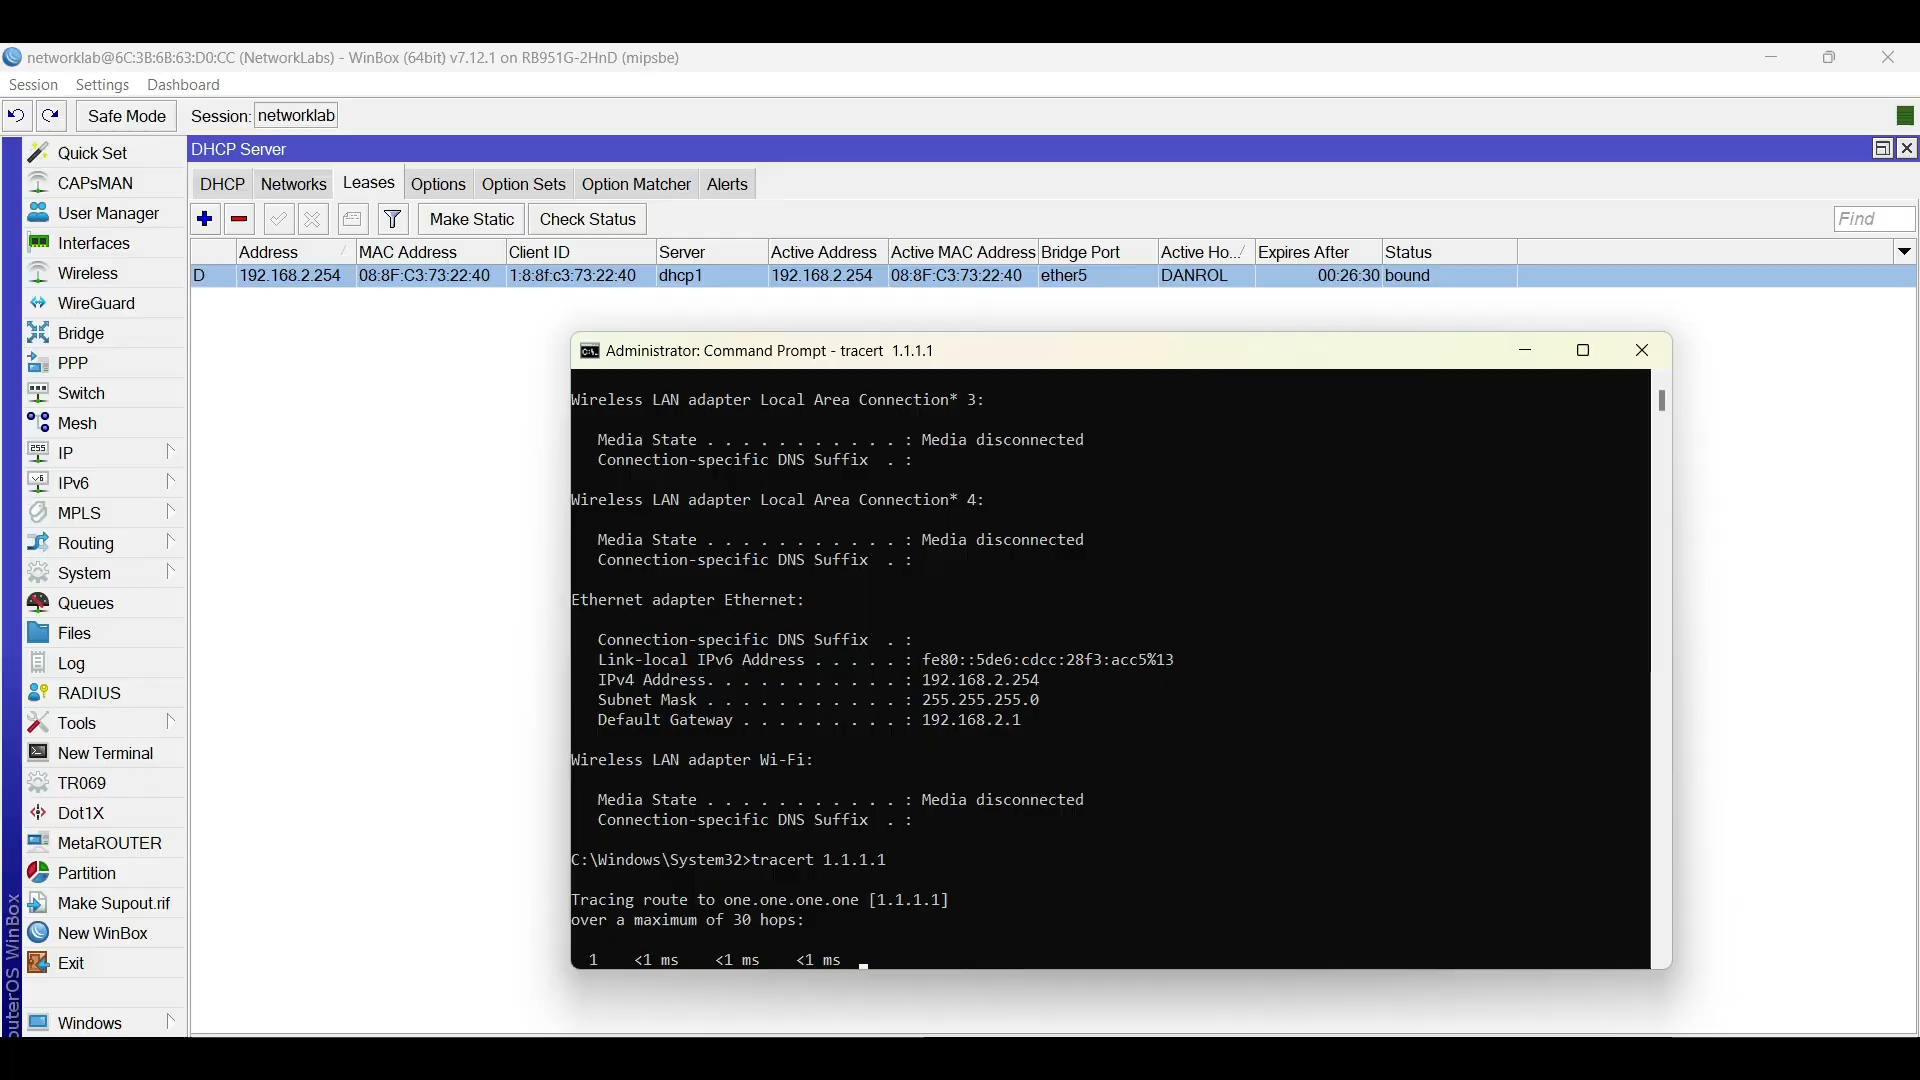 networklab@6C:3B:6B:63:D0:CC (NetworkLabs) - WinBox (64bit) v7.12.1 on RB951G-2HnD (mipsbe)
Session Settings Dashboard
Safe Mode Session: networklab
DHCP Server
DHCP Networks Leases Options Option Sets Option Matcher Alerts
Make Static Check Status Find
Address MAC Address Client ID Server Active Address Active MAC Address Bridge Port Active Ho... Expires After Status
D 192.168.2.254 08:8F:C3:73:22:40 1:8:8f:c3:73:22:40 dhcp1 192.168.2.254 08:8F:C3:73:22:40 ether5 DANROL 00:26:30 bound
Quick Set
CAPsMAN
User Manager
Interfaces
Wireless
WireGuard
Bridge
PPP
Switch
Mesh
255 IP
v6 IPv6
MPLS
Routing
System
Queues
Files
Log
RADIUS
Tools
New Terminal
TR069
Dot1X
MetaROUTER
Partition
Make Supout.rif
New WinBox
Exit
Windows
outerOS WinBox
C:\. Administrator: Command Prompt - tracert 1.1.1.1
Wireless LAN adapter Local Area Connection* 3:
Media State . . . . . . . . . . . : Media disconnected
Connection-specific DNS Suffix . :
Wireless LAN adapter Local Area Connection* 4:
Media State . . . . . . . . . . . : Media disconnected
Connection-specific DNS Suffix . :
Ethernet adapter Ethernet:
Connection-specific DNS Suffix . :
Link-local IPv6 Address . . . . . : fe80::5de6:cdcc:28f3:acc5%13
IPv4 Address. . . . . . . . . . . : 192.168.2.254
Subnet Mask . . . . . . . . . . . : 255.255.255.0
Default Gateway . . . . . . . . . : 192.168.2.1
Wireless LAN adapter Wi-Fi:
Media State . . . . . . . . . . . : Media disconnected
Connection-specific DNS Suffix . :
C:\Windows\System32>tracert 1.1.1.1
Tracing route to one.one.one.one [1.1.1.1]
over a maximum of 30 hops:
1 <1 ms <1 ms <1 ms